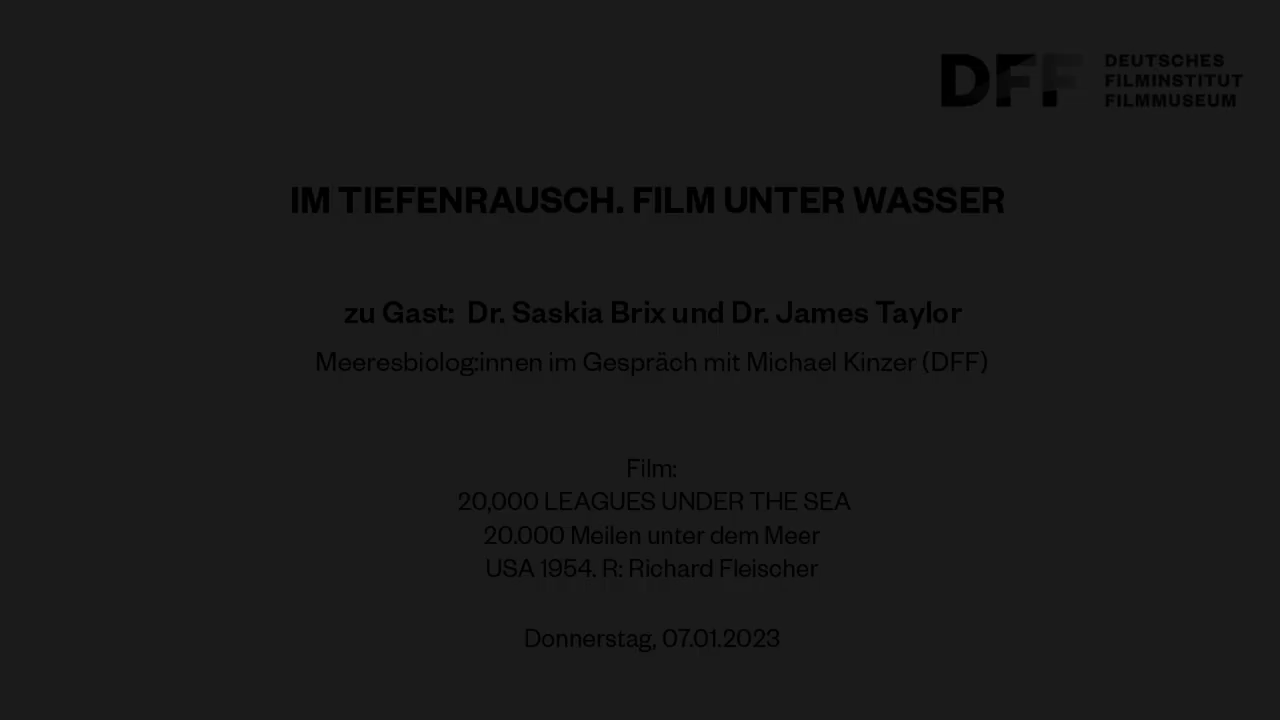 DFF
DEUTSCHES
FILMINSTITUT
FILMMUSEUM
IM TIEFENRAUSCH. FILM UNTER WASSER
zu Gast: Dr. Saskia Brix und Dr. James Taylor
Meeresbiolog:innen im Gespräch mit Michael Kinzer (DFF)
Film:
20,000 LEAGUES UNDER THE SEA
20.000 Meilen unter dem Meer
USA 1954. R: Richard Fleischer
Donnerstag, 07.01.2023